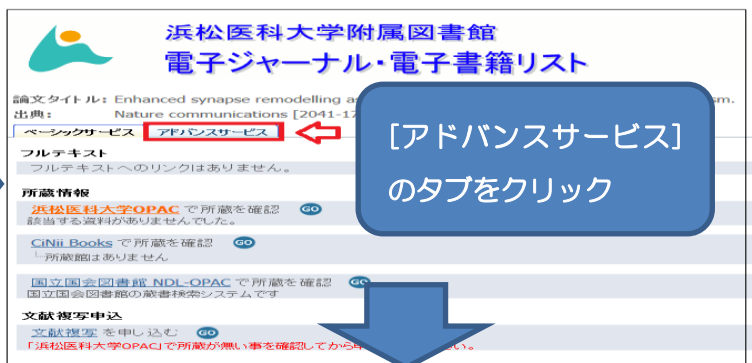 浜松医科大学附属図書館
電子ジャーナル・電子書籍リスト
論文タイトル: Enhanced synapse remodelling a sm.
出典: Nature communications [2041-17
ベーシックサービス アドバンスサービス
[アドバンスサービス]
のタブをクリック
フルテキスト
フルテキストへのリンクはありません。
所蔵情報
浜松医科大学OPAC で所蔵を確認 GO
該当する資料がありませんでした。
CiNii Books で所蔵を確認 GO
所蔵館はありません
国立国会図書館 NDL-OPAC で所蔵を確認 GO
国立国会図書館の蔵書検索システムです
文献複写申込
文献複写 を申し込む GO
「浜松医科大学OPAC」で所蔵が無い事を確認してから い。